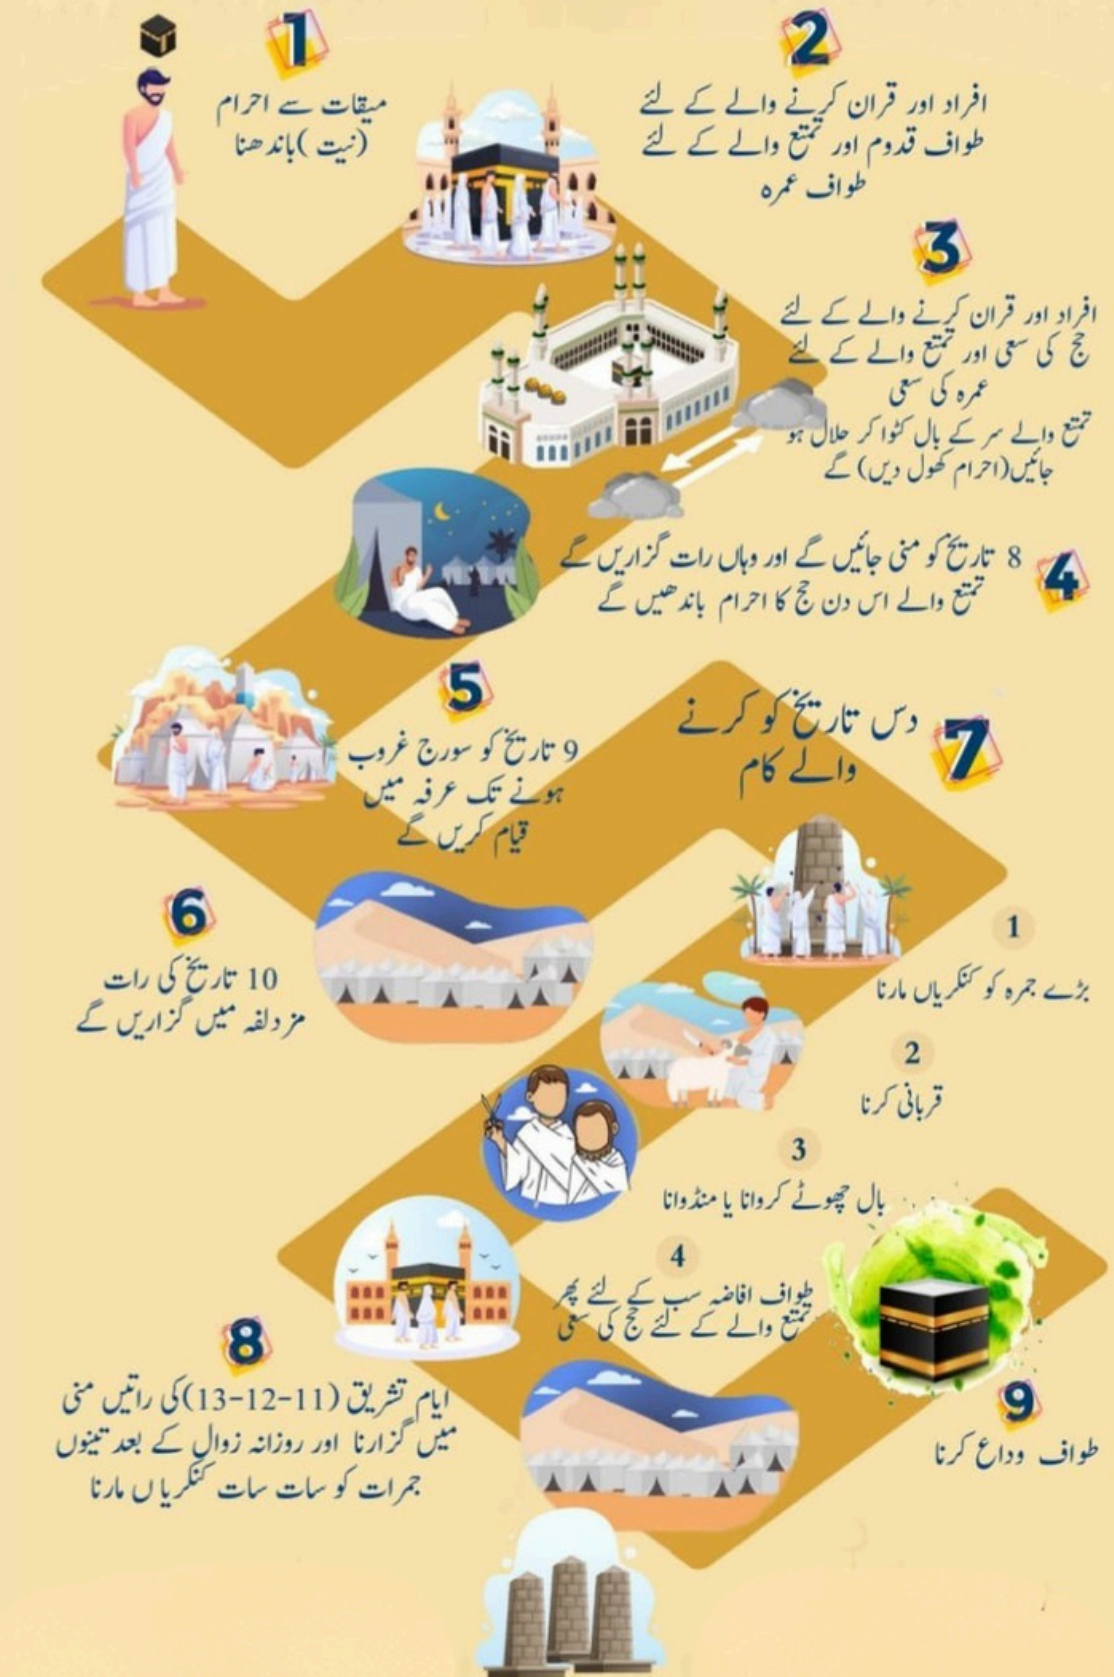 1
میقات سے احرام
(نیت) باندھنا
2
افراد اور قران کرنے والے کے لئے
طواف قدوم اور تمتع والے کے لئے
طواف عمرہ
3
افراد اور قران کرنے والے کے لئے
حج کی سعی اور تمتع والے کے لئے
عمرہ کی سعی
تمتع والے سر کے بال کٹوا کر حلال ہو
جائیں(احرام کھول دیں) گے
4
8 تاریخ کو منی جائیں گے اور وہاں رات گزاریں گے
تمتع والے اس دن حج کا احرام باندھیں گے
5
9 تاریخ کو سورج غروب
ہونے تک عرفہ میں
قیام کریں گے
6
10 تاریخ کی رات
مزدلفہ میں گزاریں گے
7
دس تاریخ کو کرنے
والے کام
1
بڑے جمرہ کو کنکریاں مارنا
2
قربانی کرنا
3
بال چھوٹے کروانا یا منڈوانا
4
طواف افاضہ سب کے لئے پھر
تمتع والے کے لئے حج کی سعی
8
ایام تشریق (11-12-13)کی راتیں منی
میں گزارنا اور روزانہ زوال کے بعد تینوں
جمرات کو سات سات کنکریاں مارنا
9
طواف وداع کرنا